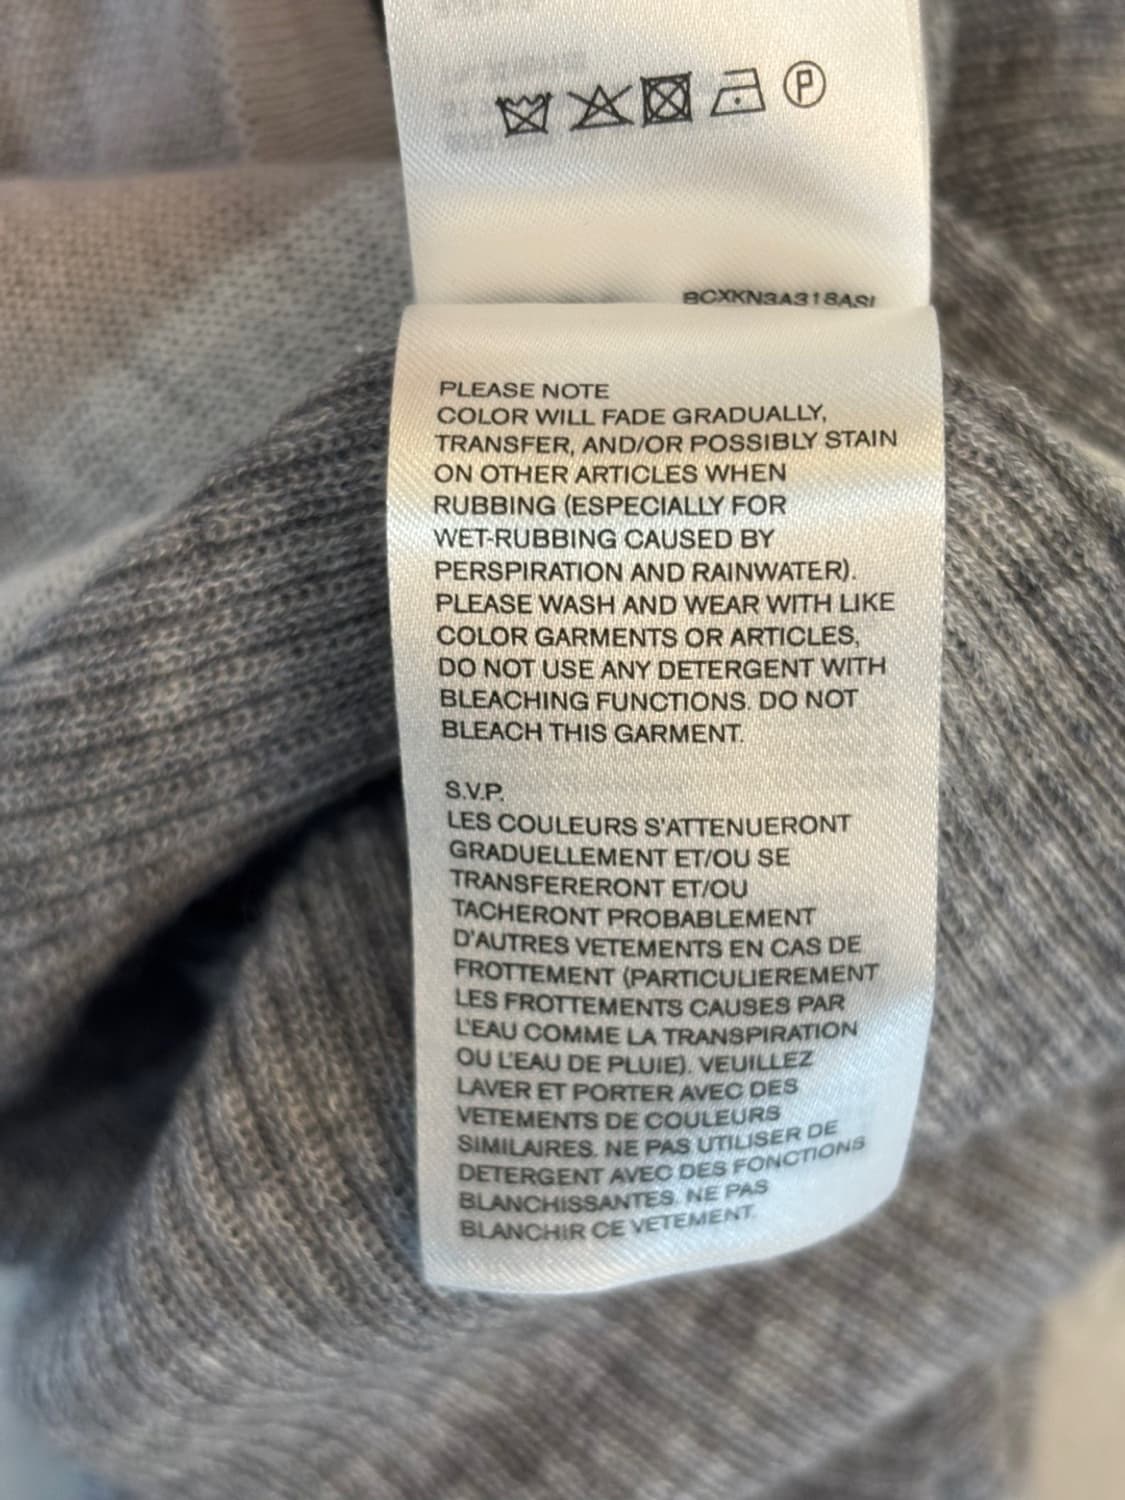 P
BCXKN3A318ASL
PLEASE NOTE
COLOR WILL FADE GRADUALLY,
TRANSFER, AND/OR POSSIBLY STAIN
ON OTHER ARTICLES WHEN
RUBBING (ESPECIALLY FOR
WET-RUBBING CAUSED BY
PERSPIRATION AND RAINWATER).
PLEASE WASH AND WEAR WITH LIKE
COLOR GARMENTS OR ARTICLES,
DO NOT USE ANY DETERGENT WITH
BLEACHING FUNCTIONS. DO NOT
BLEACH THIS GARMENT.
S.V.P.
LES COULEURS S'ATTENUERONT
GRADUELLEMENT ET/OU SE
TRANSFERERONT ET/OU
TACHERONT PROBABLEMENT
D'AUTRES VETEMENTS EN CAS DE
FROTTEMENT (PARTICULIEREMENT
LES FROTTEMENTS CAUSES PAR
L'EAU COMME LA TRANSPIRATION
OU L'EAU DE PLUIE). VEUILLEZ
LAVER ET PORTER AVEC DES
VETEMENTS DE COULEURS
SIMILAIRES. NE PAS UTILISER DE
DETERGENT AVEC DES FONCTIONS
BLANCHISSANTES. NE PAS
BLANCHIR CE VETEMENT.